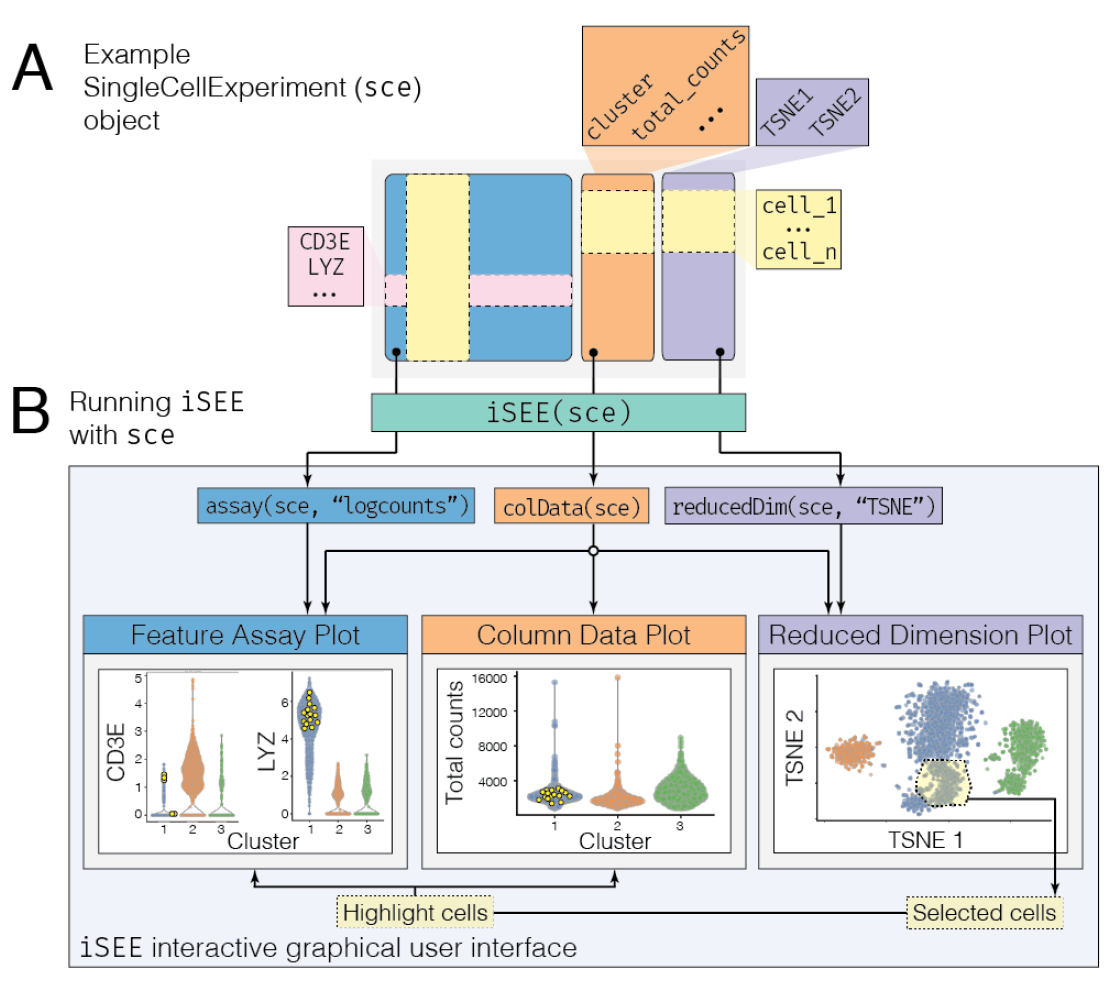 A
Example
SingleCellExperiment (sce)
object
cluster
total_counts
...
TSNE1
TSNE2
CD3E
LYZ
...
cell_1
...
cell_n
B
Running iSEE
with sce
iSEE(sce)
assay(sce, “logcounts”)
colData(sce)
reducedDim(sce, “TSNE”)
Feature Assay Plot
CD3E
5
4
3
2
1
0
1 2 3
LYZ
6
4
2
0
1 2 3
Cluster
Column Data Plot
Total counts
16000
12000
8000
4000
1 2 3
Cluster
Reduced Dimension Plot
TSNE 2
TSNE 1
Highlight cells
Selected cells
iSEE interactive graphical user interface